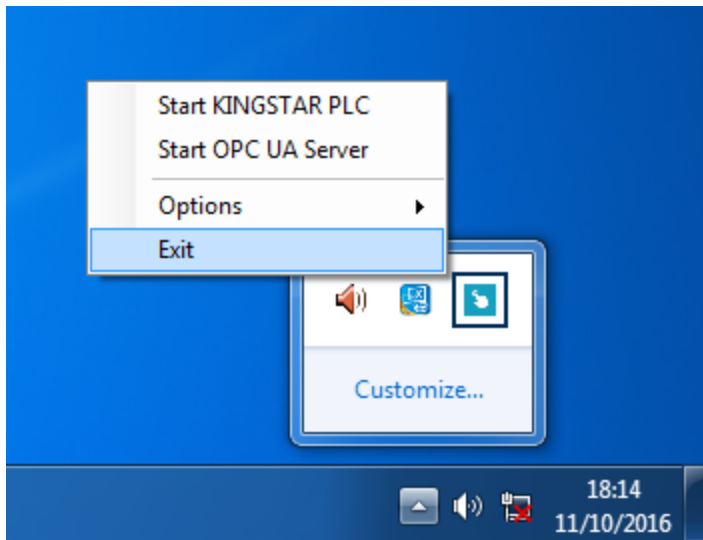 Start KINGSTAR PLC
Start OPC UA Server
Options
Exit
Customize...
18:14
11/10/2016